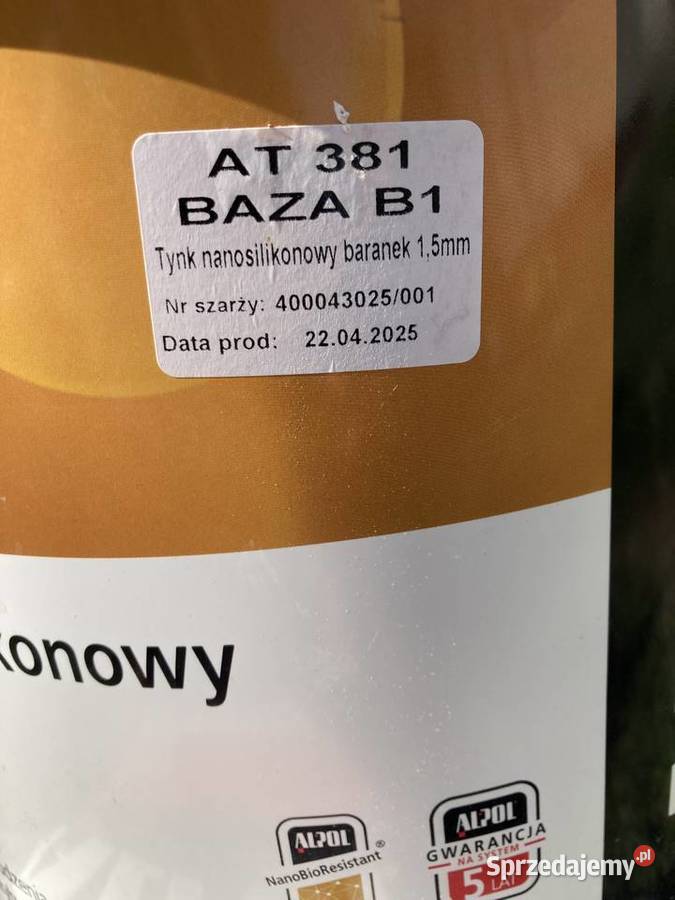 AT 381
BAZA B1
Tynk nanosilikonowy baranek 1,5mm
Nr szarży: 400043025/001
Data prod: 22.04.2025
konowy
ALPOL
NanoBioResistant
®
ALPOL
GWARANCJA
NA SYSTEM
5 LAT
Sprzedajemy.pl